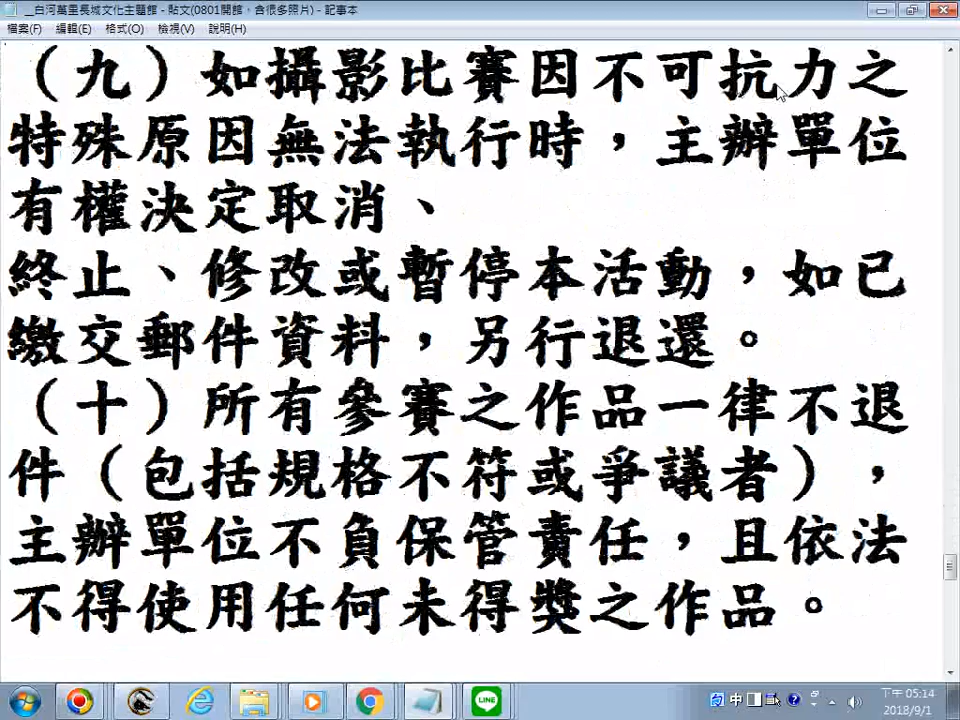 __白河萬里長城文化主題館 - 貼文(0801開館，含很多照片) - 記事本
檔案(F) 編輯(E) 格式(O) 檢視(V) 說明(H)
（九）如攝影比賽因不可抗力之
特殊原因無法執行時，主辦單位
有權決定取消、
終止、修改或暫停本活動，如已
繳交郵件資料，另行退還。
（十）所有參賽之作品一律不退
件（包括規格不符或爭議者），
主辦單位不負保管責任，且依法
不得使用任何未得獎之作品。
LINE
中
下午 05:14
2018/9/1